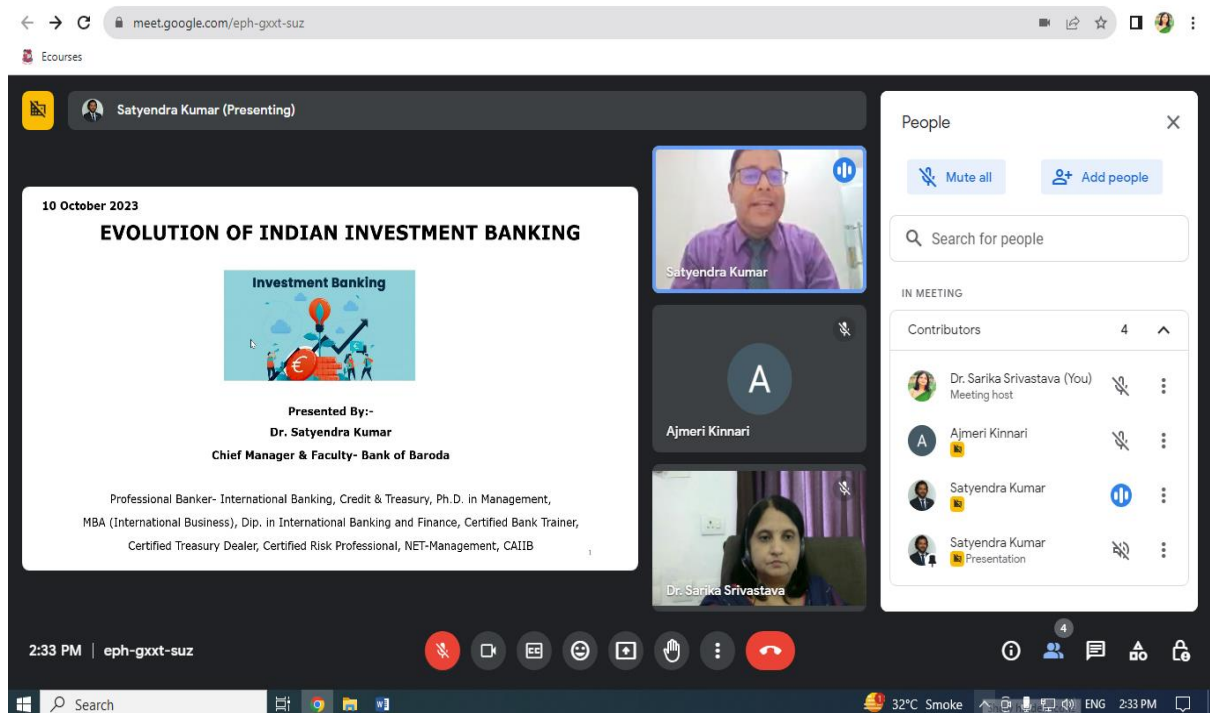 meet.google.com/eph-gxxt-suz
Ecourses
Satyendra Kumar (Presenting)
10 October 2023
EVOLUTION OF INDIAN INVESTMENT BANKING
Investment Banking
Presented By:-
Dr. Satyendra Kumar
Chief Manager & Faculty- Bank of Baroda
Professional Banker- International Banking, Credit & Treasury, Ph.D. in Management,
MBA (International Business), Dip. in International Banking and Finance, Certified Bank Trainer,
Certified Treasury Dealer, Certified Risk Professional, NET-Management, CAIIB
1
Satyendra Kumar
A
Ajmeri Kinnari
Dr. Sarika Srivastava
People
Mute all
Add people
Search for people
IN MEETING
Contributors 4
Dr. Sarika Srivastava (You)
Meeting host
A
Ajmeri Kinnari
Satyendra Kumar
Satyendra Kumar
Presentation
2:33 PM | eph-gxxt-suz
CC
4
Search
32°C Smoke
ENG
2:33 PM